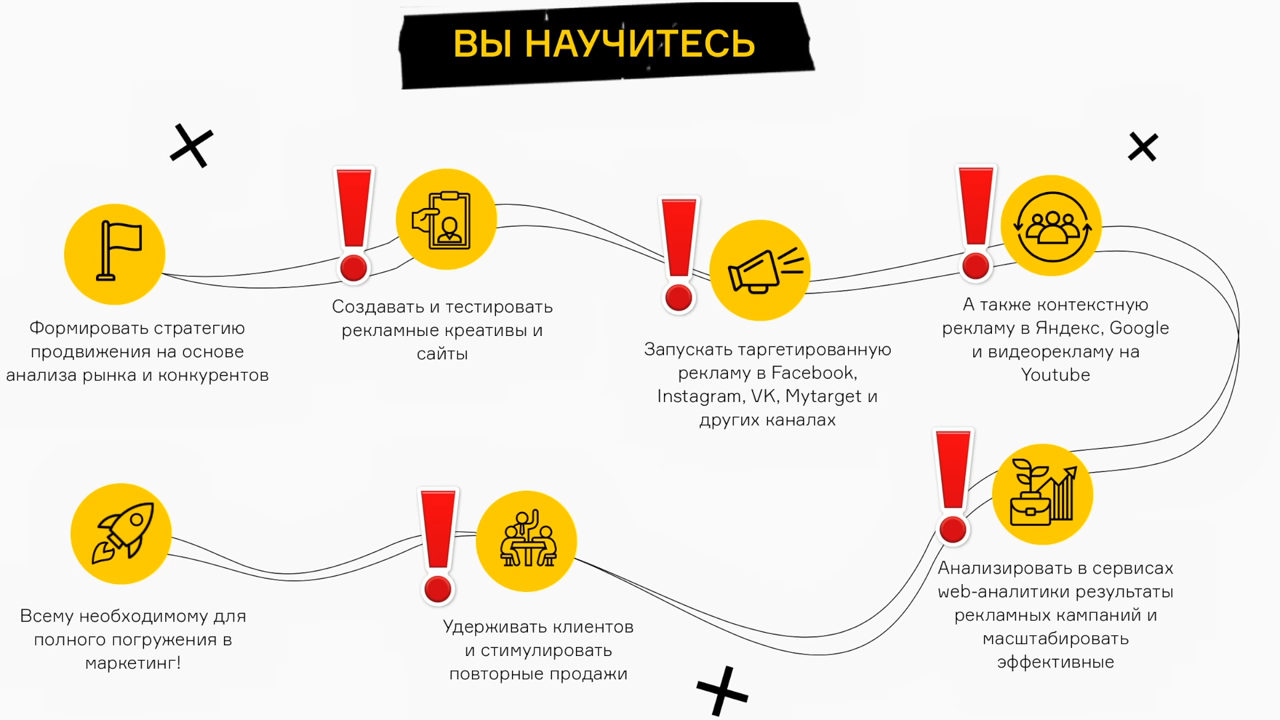 ВЫ НАУЧИТЕСЬ
Формировать стратегию
продвижения на основе
анализа рынка и конкурентов
Создавать и тестировать
рекламные креативы и
сайты
Запускать таргетированную
рекламу в Facebook,
Instagram, VK, Mytarget и
других каналах
А также контекстную
рекламу в Яндекс, Google
и видеорекламу на
Youtube
Анализировать в сервисах
web-аналитики результаты
рекламных кампаний и
масштабировать
эффективные
Удерживать клиентов
и стимулировать
повторные продажи
Всему необходимому для
полного погружения в
маркетинг!